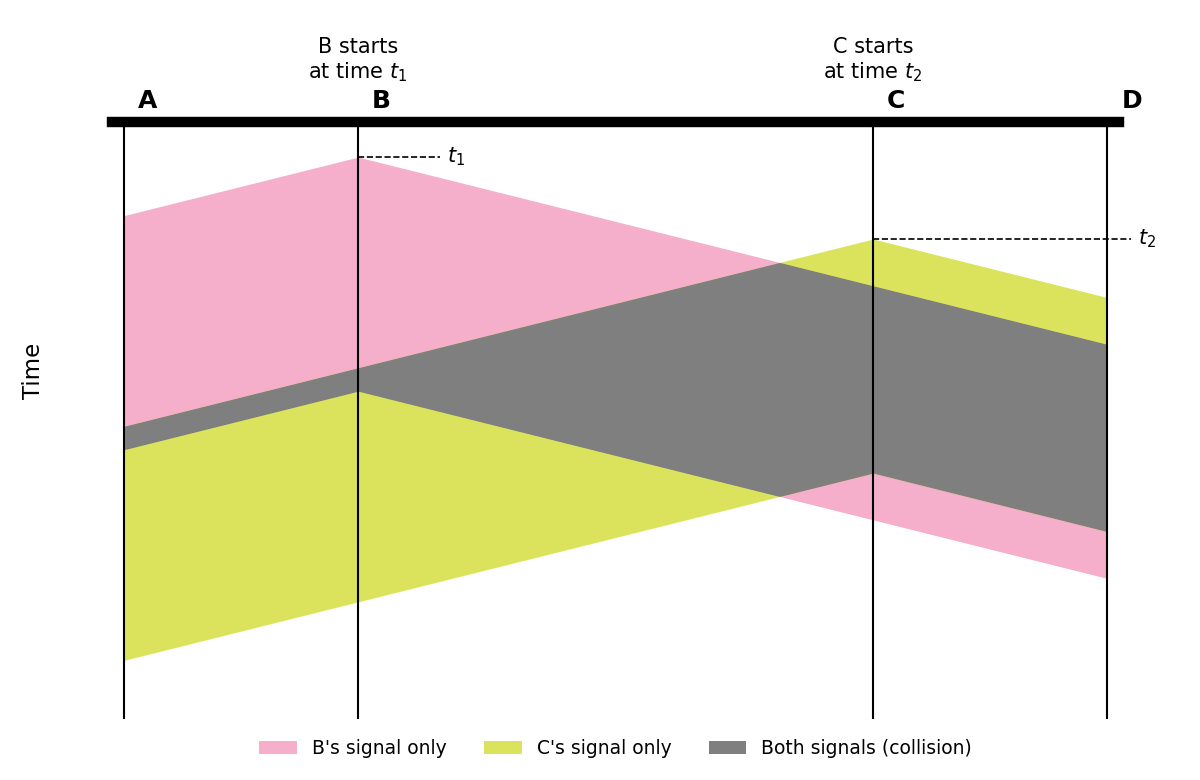 B starts
at time t₁
C starts
at time t₂
A
B
C
D
t₁
t₂
Time
B's signal only
C's signal only
Both signals (collision)